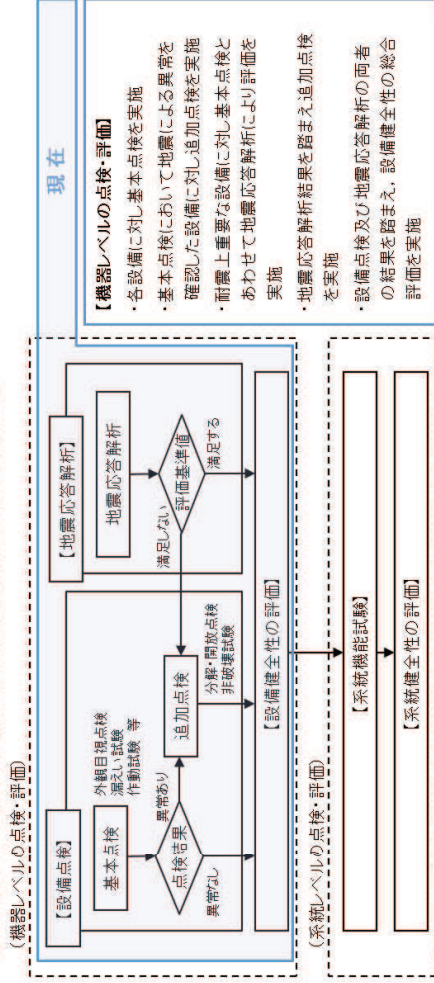 (機器レベルの点検・評価)
【設備点検】
基本点検
外観目視点検
漏えい試験
作動試験 等
点検結果
異常あり
異常なし
追加点検
分解・開放点検
非破壊試験
【地震応答解析】
地震応答解析
評価基準値
満足しない
満足する
【設備健全性の評価】
(系統レベルの点検・評価)
【系統機能試験】
【系統健全性の評価】
現在
【機器レベルの点検・評価】
・各設備に対し基本点検を実施
・基本点検において地震による異常を
確認した設備に対し追加点検を実施
・耐震上重要な設備に対し基本点検と
あわせて地震応答解析により評価を
実施
・地震応答解析結果を踏まえ追加点検
を実施
・設備点検及び地震応答解析の両者
の結果を踏まえ，設備健全性の総合
評価を実施